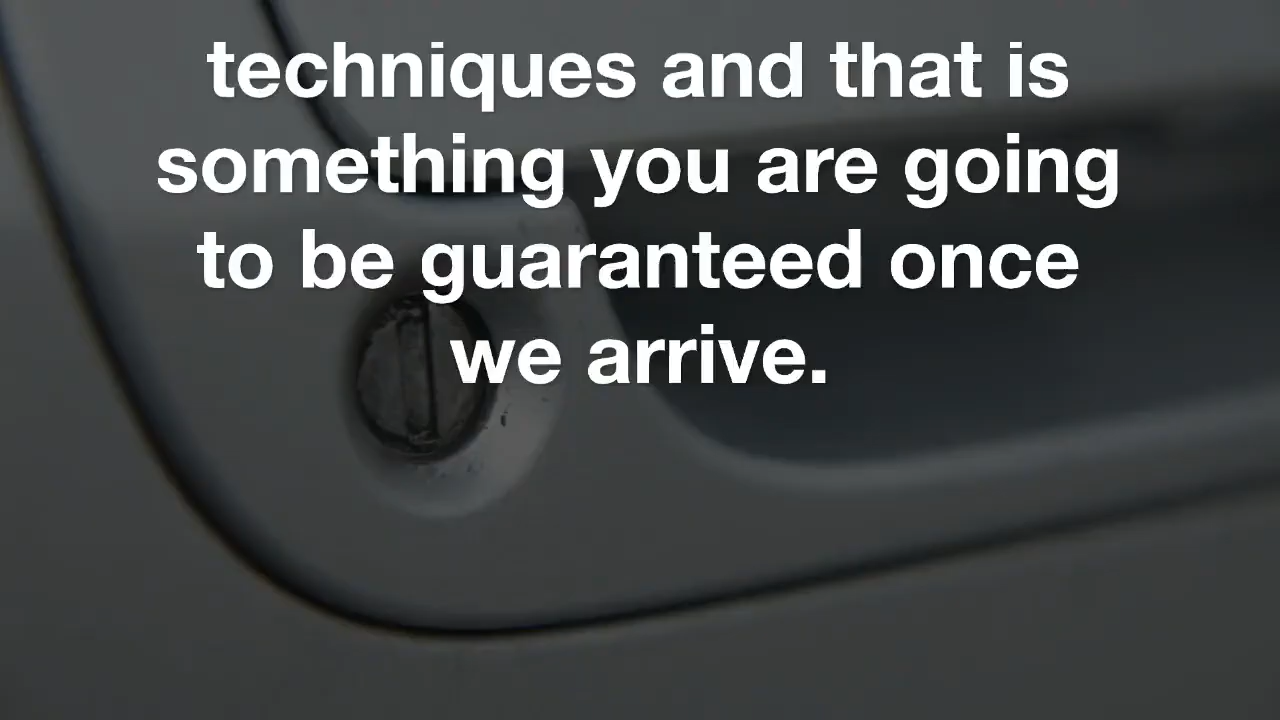 techniques and that is
something you are going
to be guaranteed once
we arrive.